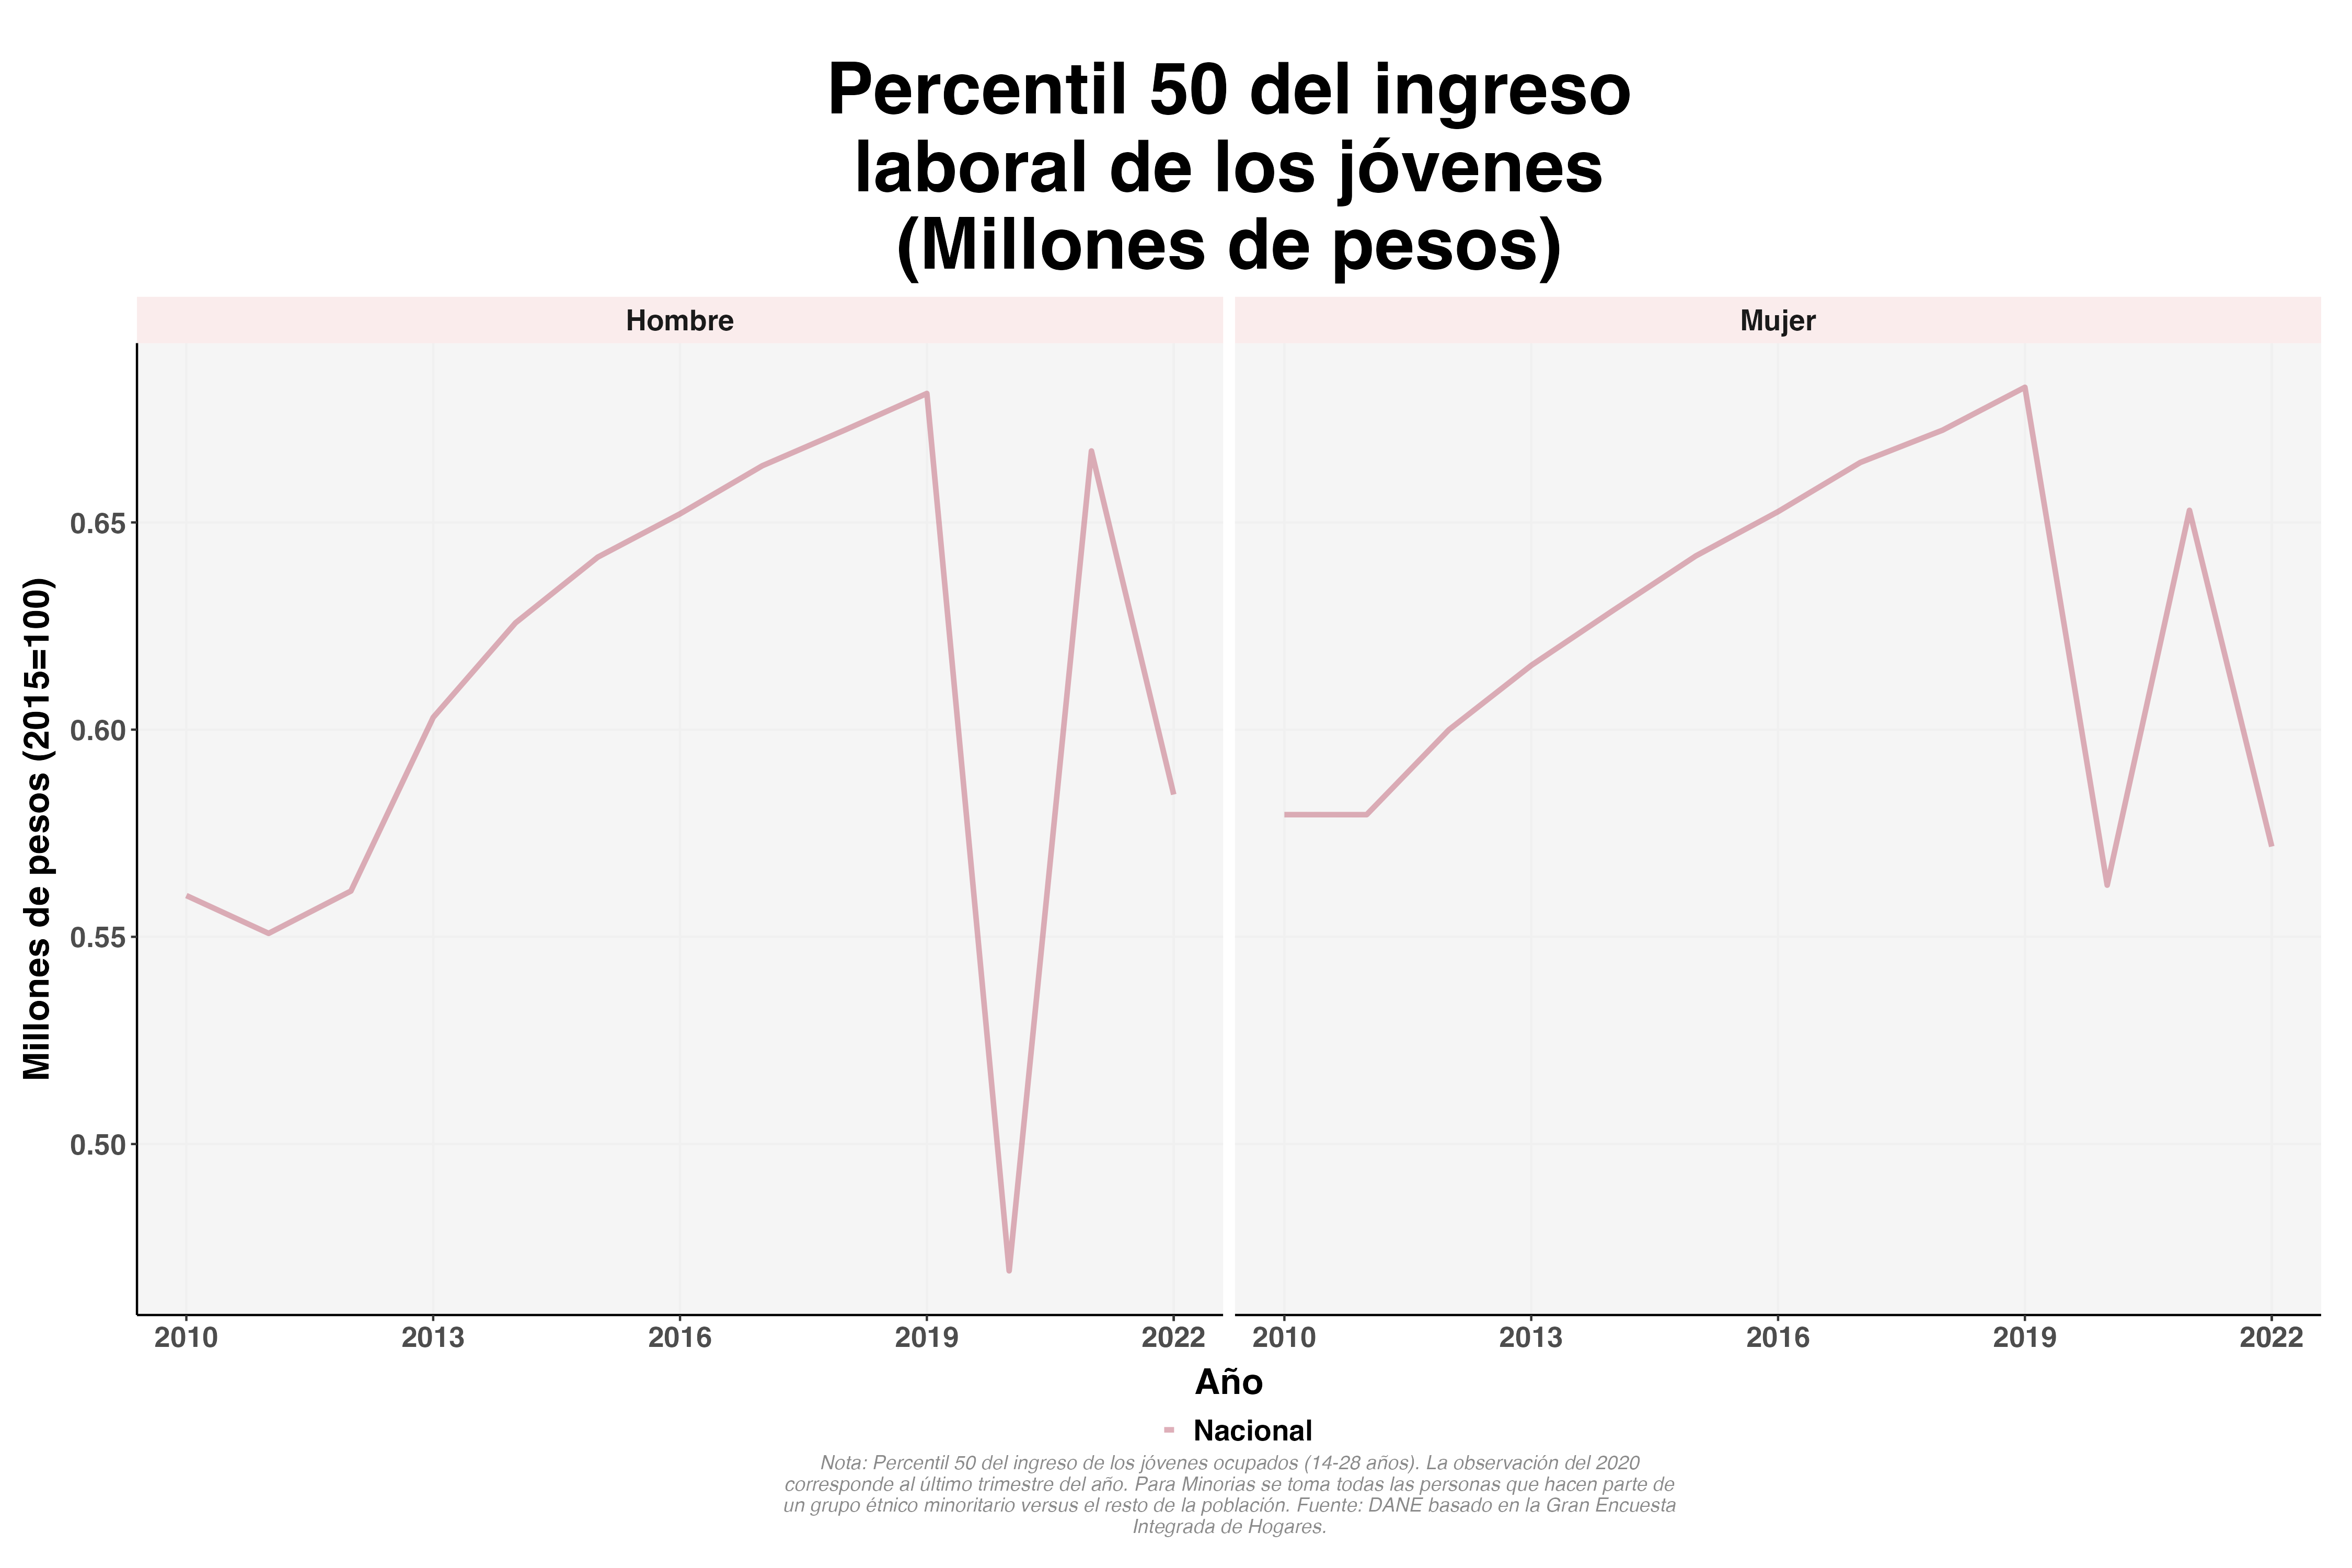 Percentil 50 del ingreso
laboral de los jóvenes
(Millones de pesos)
Hombre
Mujer
Millones de pesos (2015=100)
0.65
0.60
0.55
0.50
2010 2013 2016 2019 2022 2010 2013 2016 2019 2022
Año
Nacional
Nota: Percentil 50 del ingreso de los jóvenes ocupados (14-28 años). La observación del 2020
corresponde al último trimestre del año. Para Minorias se toma todas las personas que hacen parte de
un grupo étnico minoritario versus el resto de la población. Fuente: DANE basado en la Gran Encuesta
Integrada de Hogares.